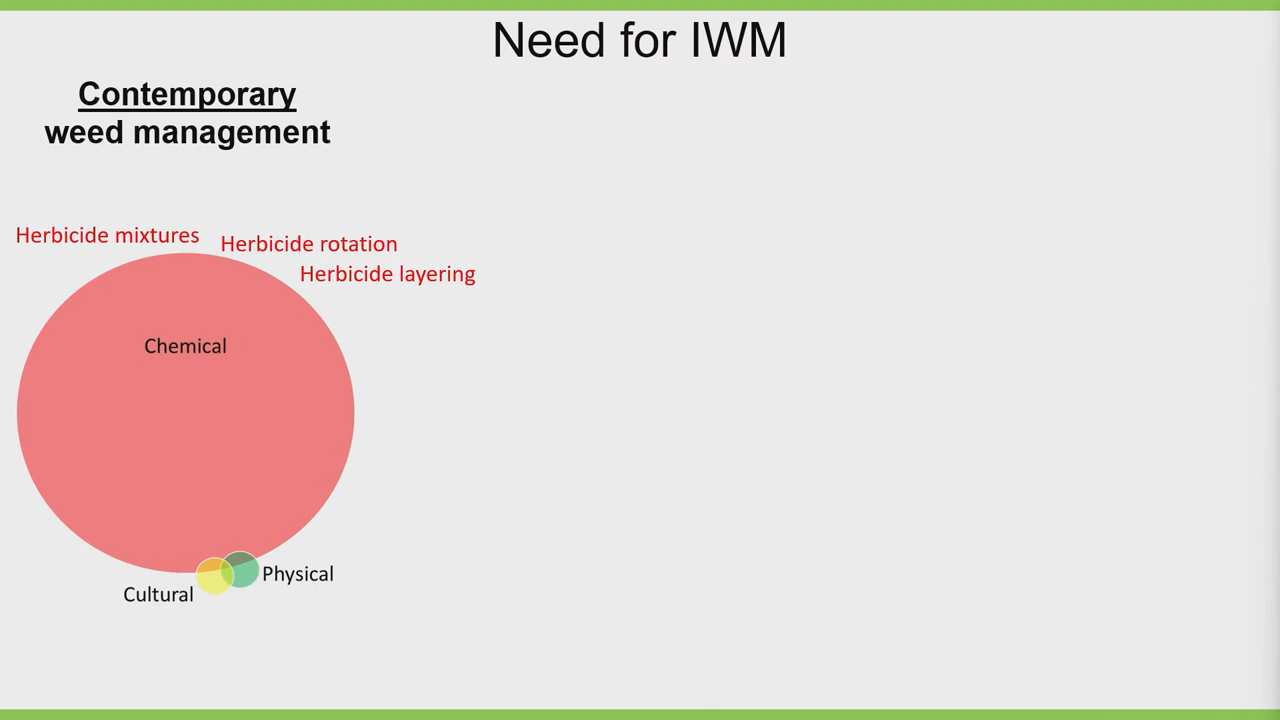 Need for IWM
Contemporary
weed management
Herbicide mixtures
Herbicide rotation
Herbicide layering
Chemical
Physical
Cultural